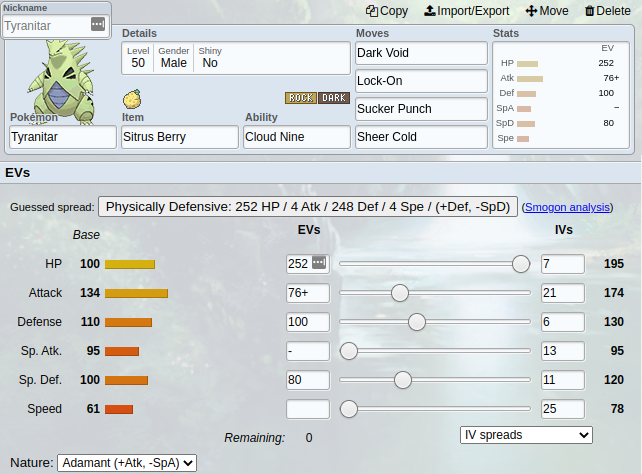 Nickname
Tyranitar
Copy Import/Export Move Delete
Details
Level Gender Shiny
50 Male No
ROCK DARK
Pokémon Item Ability
Tyranitar Sitrus Berry Cloud Nine
Moves
Dark Void
Lock-On
Sucker Punch
Sheer Cold
Stats
EV
HP 252
Atk 76+
Def 100
SpA –
SpD 80
Spe
EVs
Guessed spread: Physically Defensive: 252 HP / 4 Atk / 248 Def / 4 Spe / (+Def, -SpD) (Smogon analysis)
Base EVs IVs
HP 100 252 7 195
Attack 134 76+ 21 174
Defense 110 100 6 130
Sp. Atk. 95 - 13 95
Sp. Def. 100 80 11 120
Speed 61 25 78
Remaining: 0 IV spreads
Nature: Adamant (+Atk, -SpA)